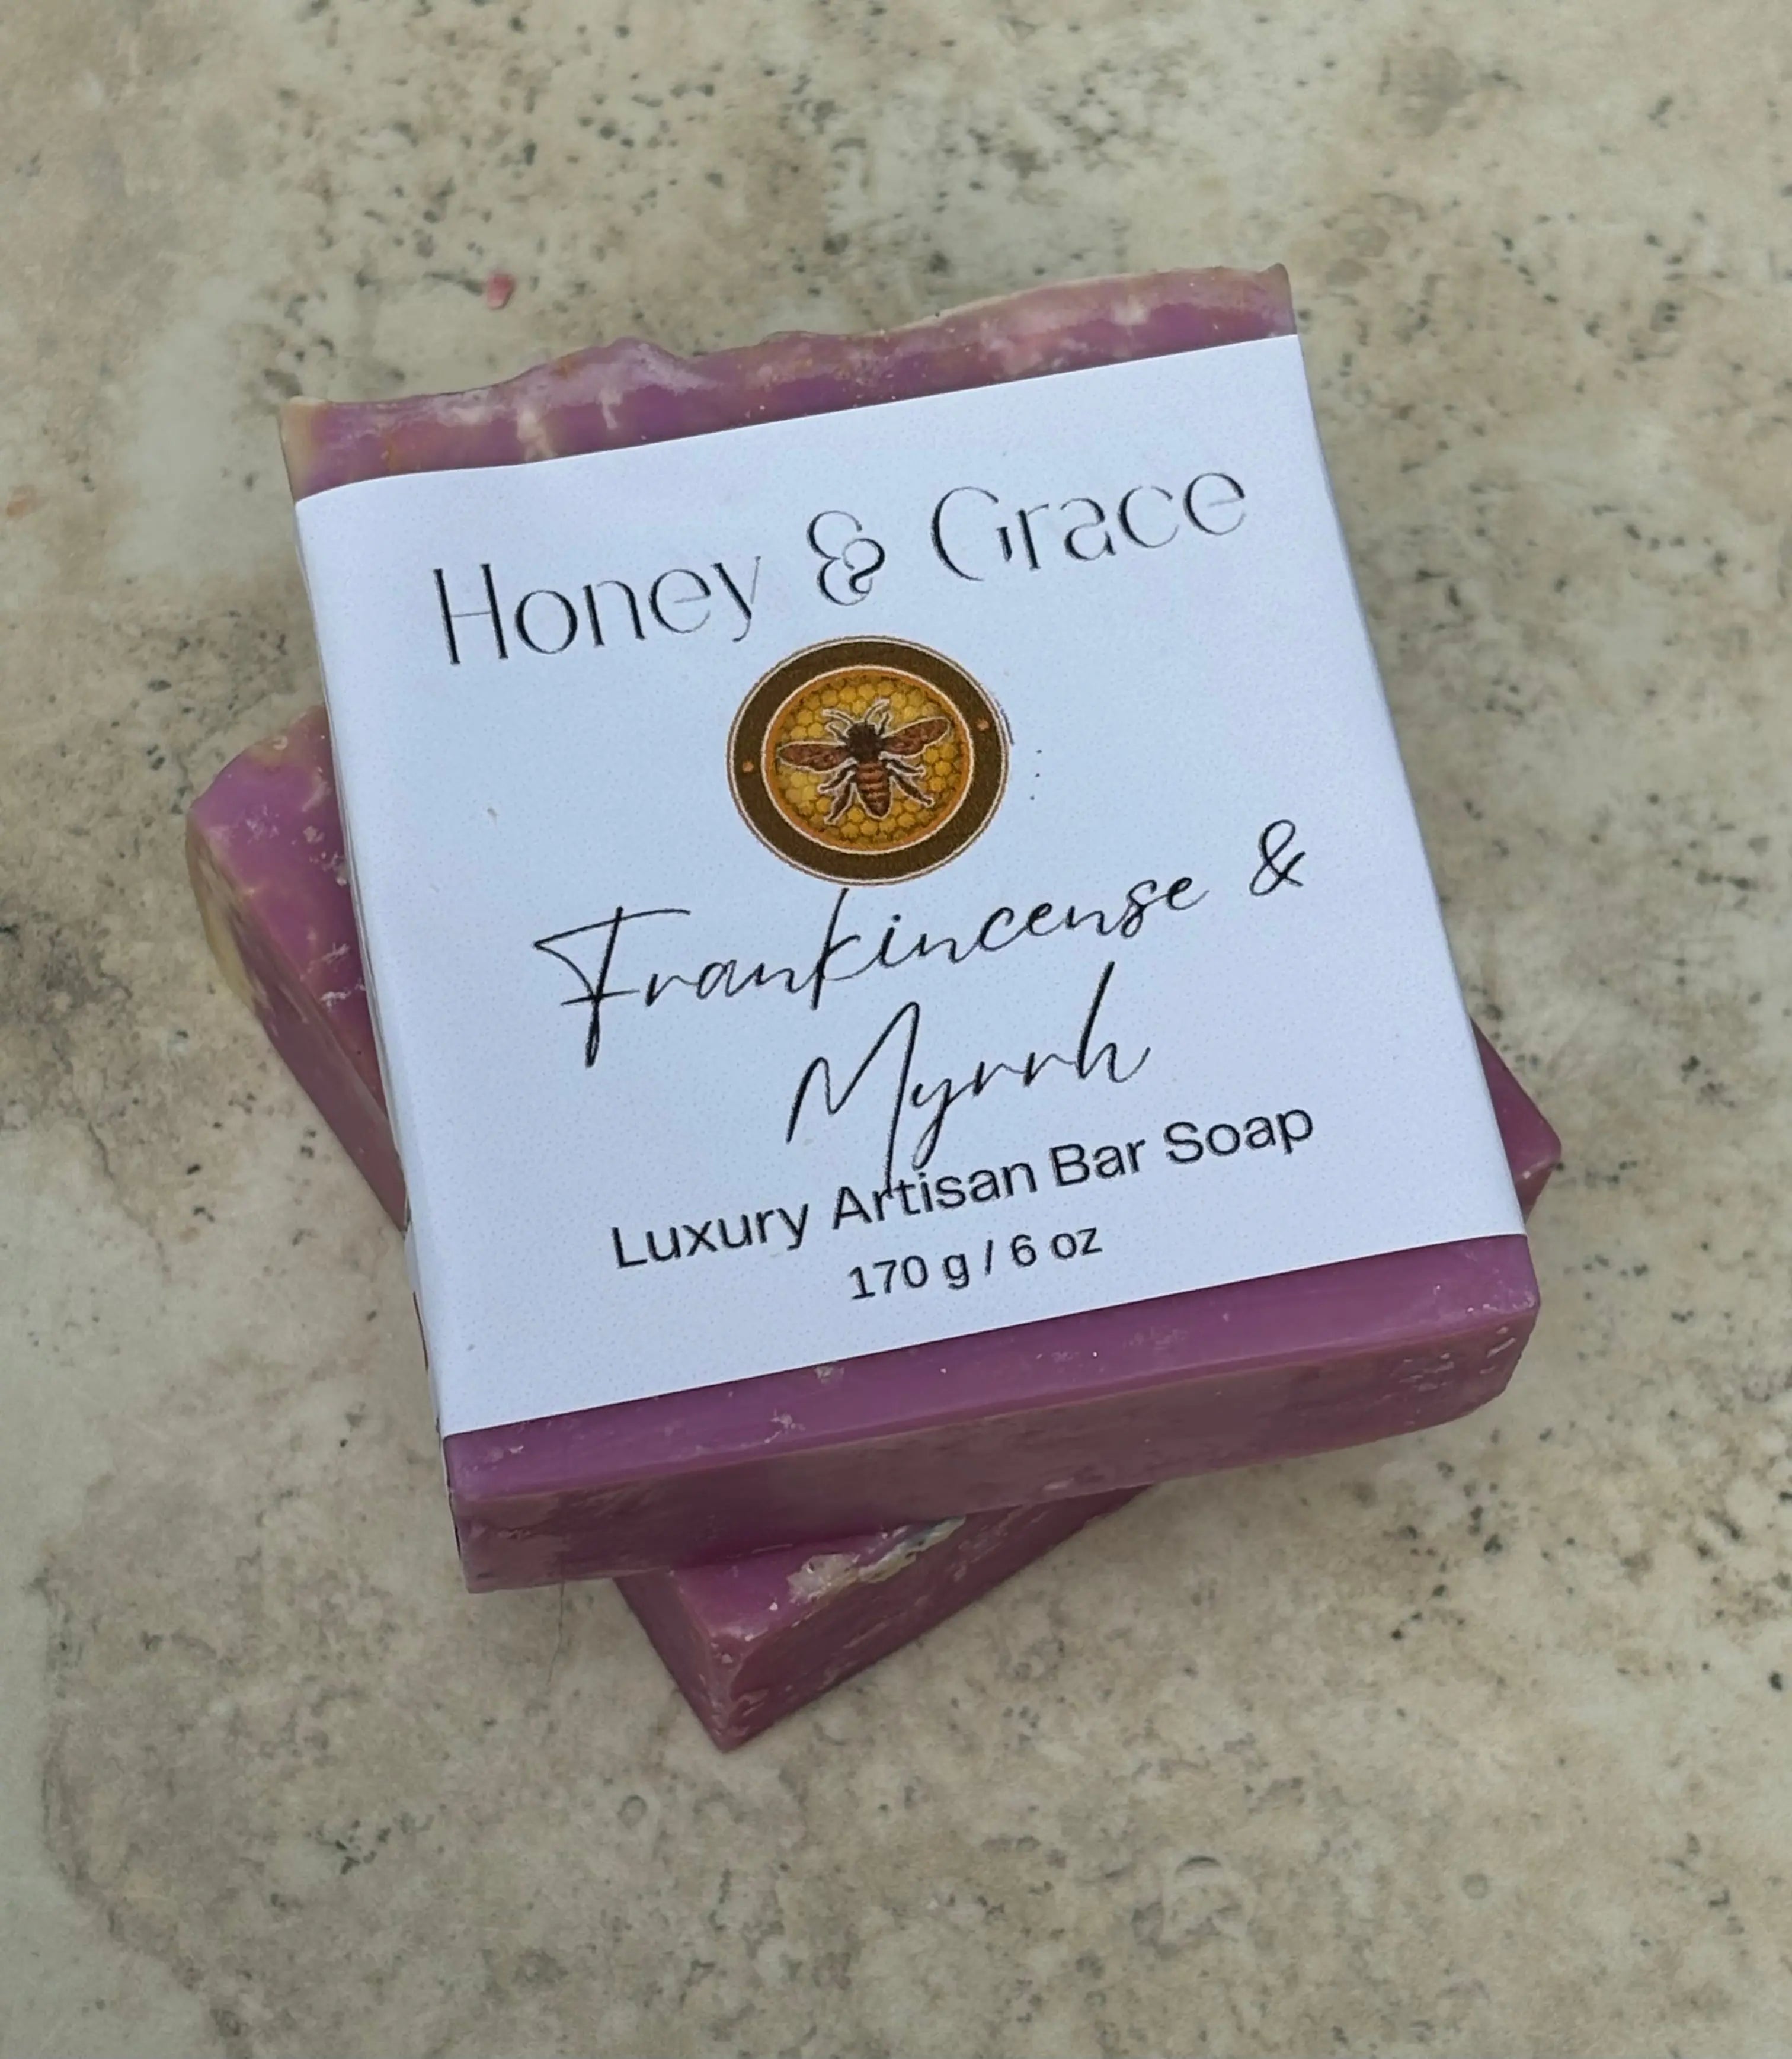 Honey & Grace
Frankincense &
Myrrh
Luxury Artisan Bar Soap
170 g / 6 oz